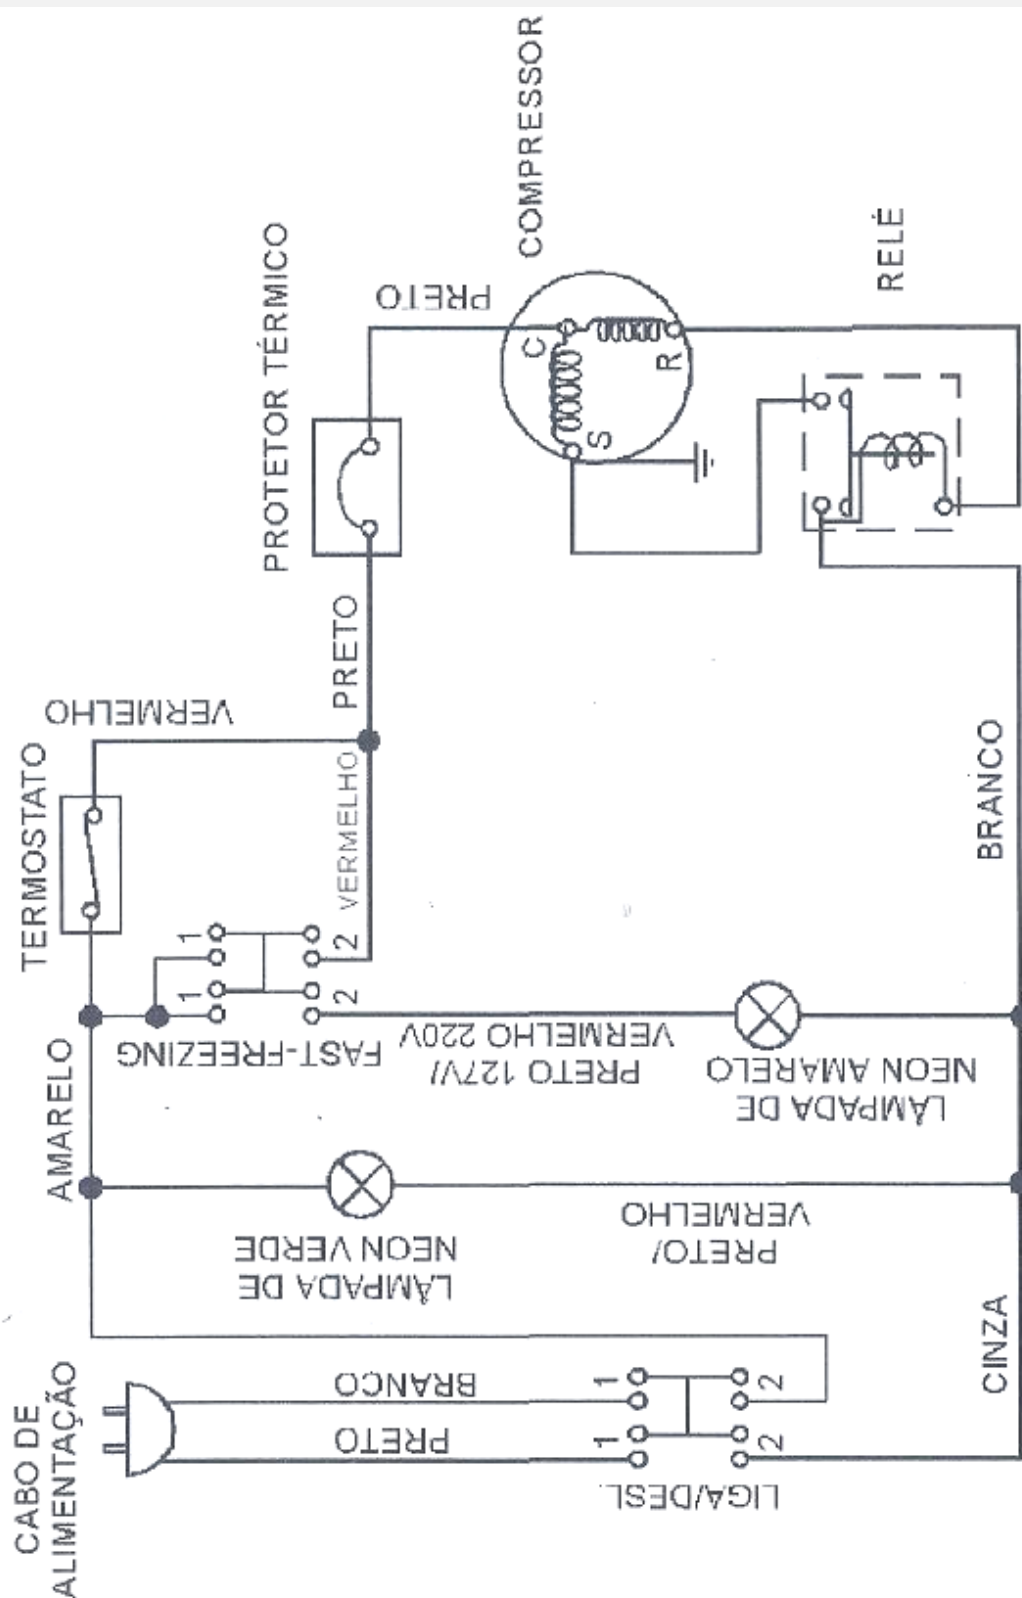 CABO DE
ALIMENTAÇÃO
PRETO
BRANCO
1
1
2
2
LIGA/DESL.
CINZA
AMARELO
LÂMPADA DE
NEON VERDE
PRETO/
VERMELHO
TERMOSTATO
VERMELHO
FAST-FREEZING
1
1
2
2
VERMELHO
PRETO 127V/
VERMELHO 220V
LÂMPADA DE
NEON AMARELO
BRANCO
PRETO
PROTETOR TÉRMICO
PRETO
COMPRESSOR
C
S
R
RELÉ